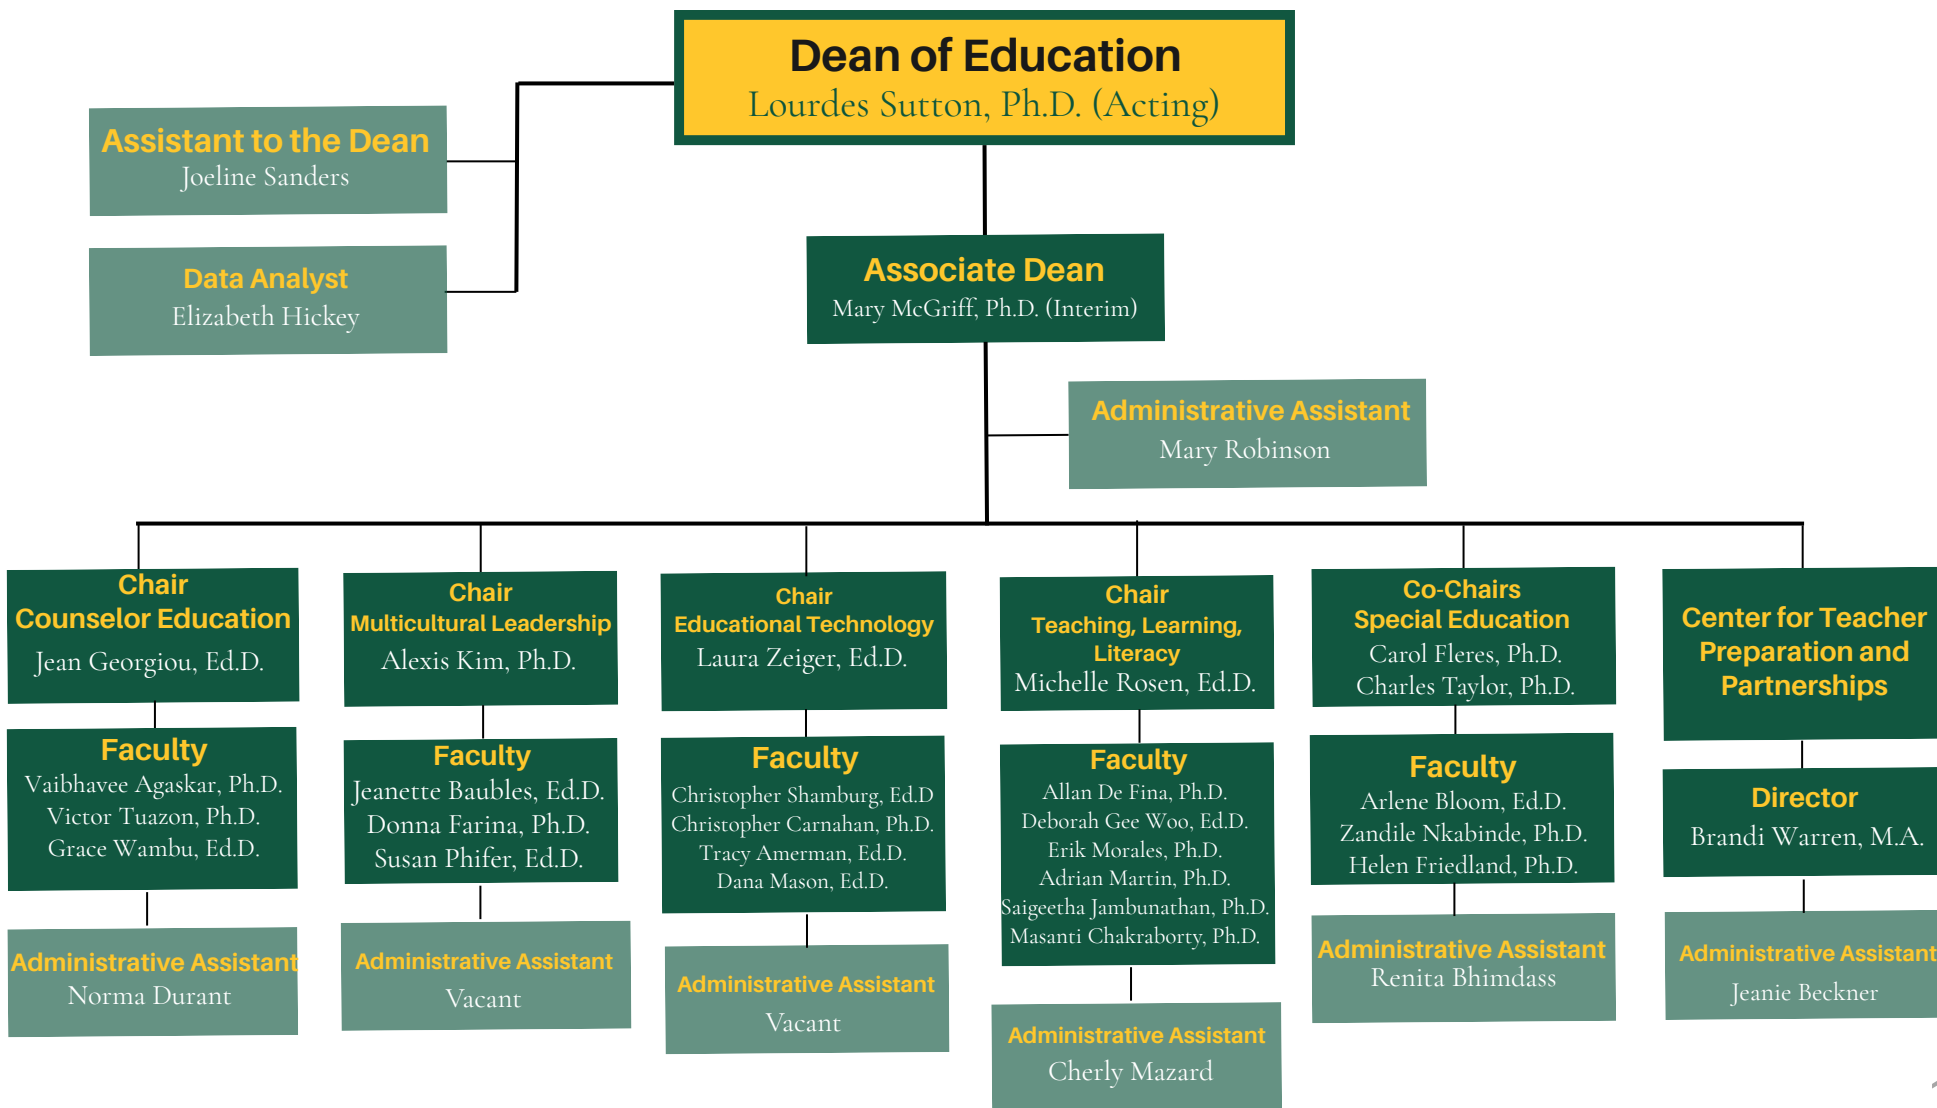 Dean of Education
Lourdes Sutton, Ph.D. (Acting)
Assistant to the Dean
Joeline Sanders
Data Analyst
Elizabeth Hickey
Associate Dean
Mary McGriff, Ph.D. (Interim)
Administrative Assistant
Mary Robinson
Chair
Counselor Education
Jean Georgiou, Ed.D.
Faculty
Vaibhavee Agaskar, Ph.D.
Victor Tuazon, Ph.D.
Grace Wambu, Ed.D.
Administrative Assistant
Norma Durant
Chair
Multicultural Leadership
Alexis Kim, Ph.D.
Faculty
Jeanette Baubles, Ed.D.
Donna Farina, Ph.D.
Susan Phifer, Ed.D.
Administrative Assistant
Vacant
Chair
Educational Technology
Laura Zeiger, Ed.D.
Faculty
Christopher Shamburg, Ed.D
Christopher Carnahan, Ph.D.
Tracy Amerman, Ed.D.
Dana Mason, Ed.D.
Administrative Assistant
Vacant
Chair
Teaching, Learning,
Literacy
Michelle Rosen, Ed.D.
Faculty
Allan De Fina, Ph.D.
Deborah Gee Woo, Ed.D.
Erik Morales, Ph.D.
Adrian Martin, Ph.D.
Saigeetha Jambunathan, Ph.D.
Masanti Chakraborty, Ph.D.
Administrative Assistant
Cherly Mazard
Co-Chairs
Special Education
Carol Fleres, Ph.D.
Charles Taylor, Ph.D.
Faculty
Arlene Bloom, Ed.D.
Zandile Nkabinde, Ph.D.
Helen Friedland, Ph.D.
Administrative Assistant
Renita Bhimdass
Center for Teacher
Preparation and
Partnerships
Director
Brandi Warren, M.A.
Administrative Assistant
Jeanie Beckner